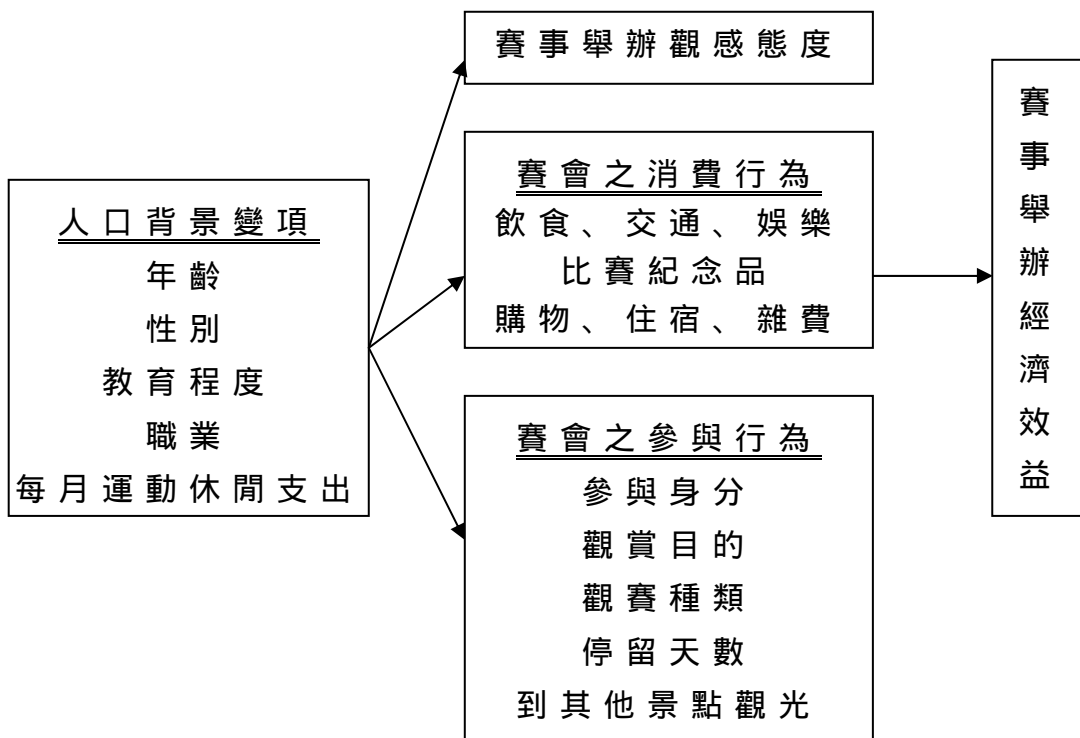 人口背景變項
年齡
性別
教育程度
職業
每月運動休閒支出
賽事舉辦觀感態度
賽會之消費行為
飲食、交通、娛樂
比賽紀念品
購物、住宿、雜費
賽會之參與行為
參與身分
觀賞目的
觀賽種類
停留天數
到其他景點觀光
賽事舉辦經濟效益